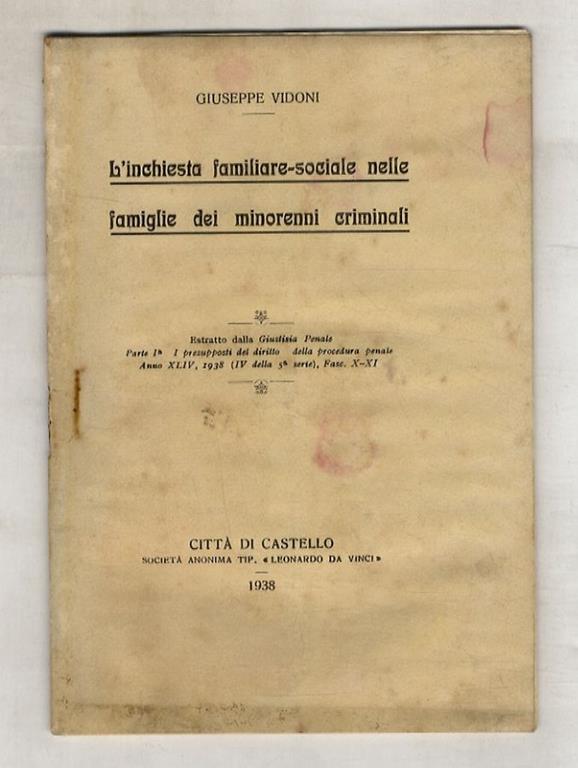 GIUSEPPE VIDONI
L'inchiesta familiare-sociale nelle
famiglie dei minorenni criminali
Estratto dalla Giustizia Penale
Parte Iª I presupposti del diritto della procedura penale
Anno XLIV, 1938 (IV della 5ª serie), Fasc. X-XI
CITTÀ DI CASTELLO
SOCIETÀ ANONIMA TIP. «LEONARDO DA VINCI»
1938